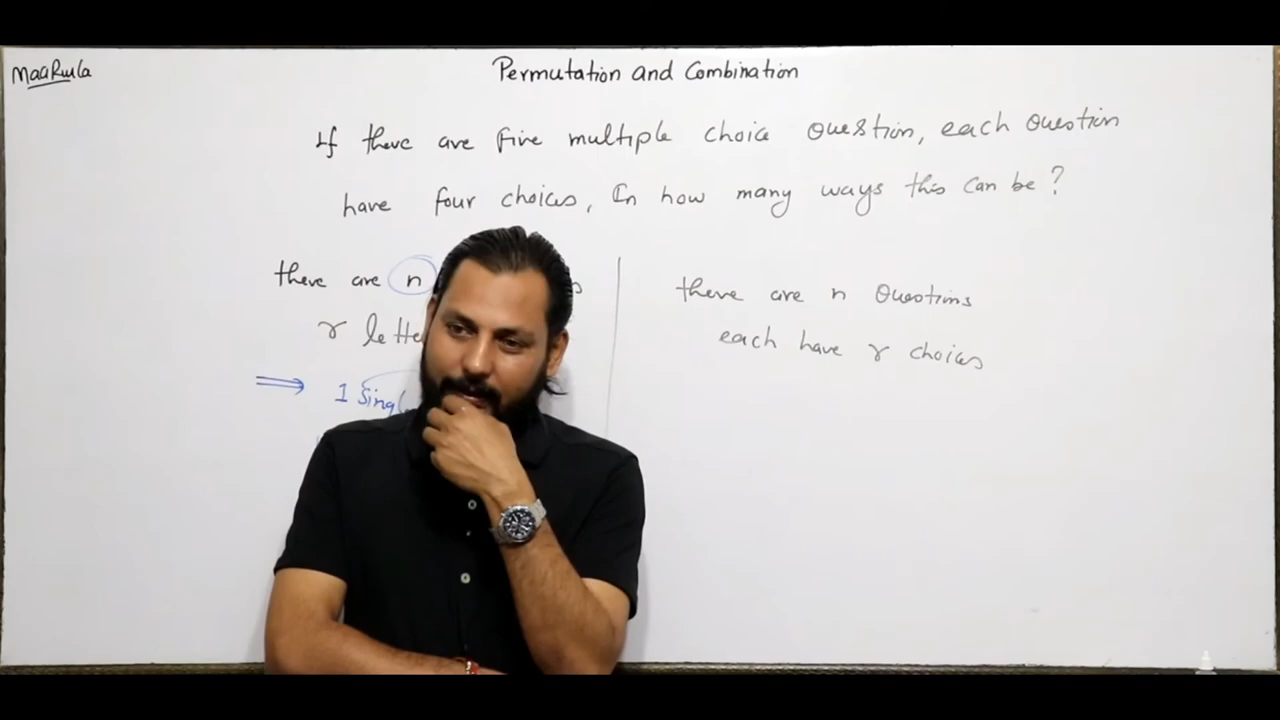 MaaRula
Permutation and Combination
If there are five multiple choice question, each question
have four choices, In how many ways this can be?
there are n
r lette
⇒ 1 Singl
there are n Questions
each have r choices